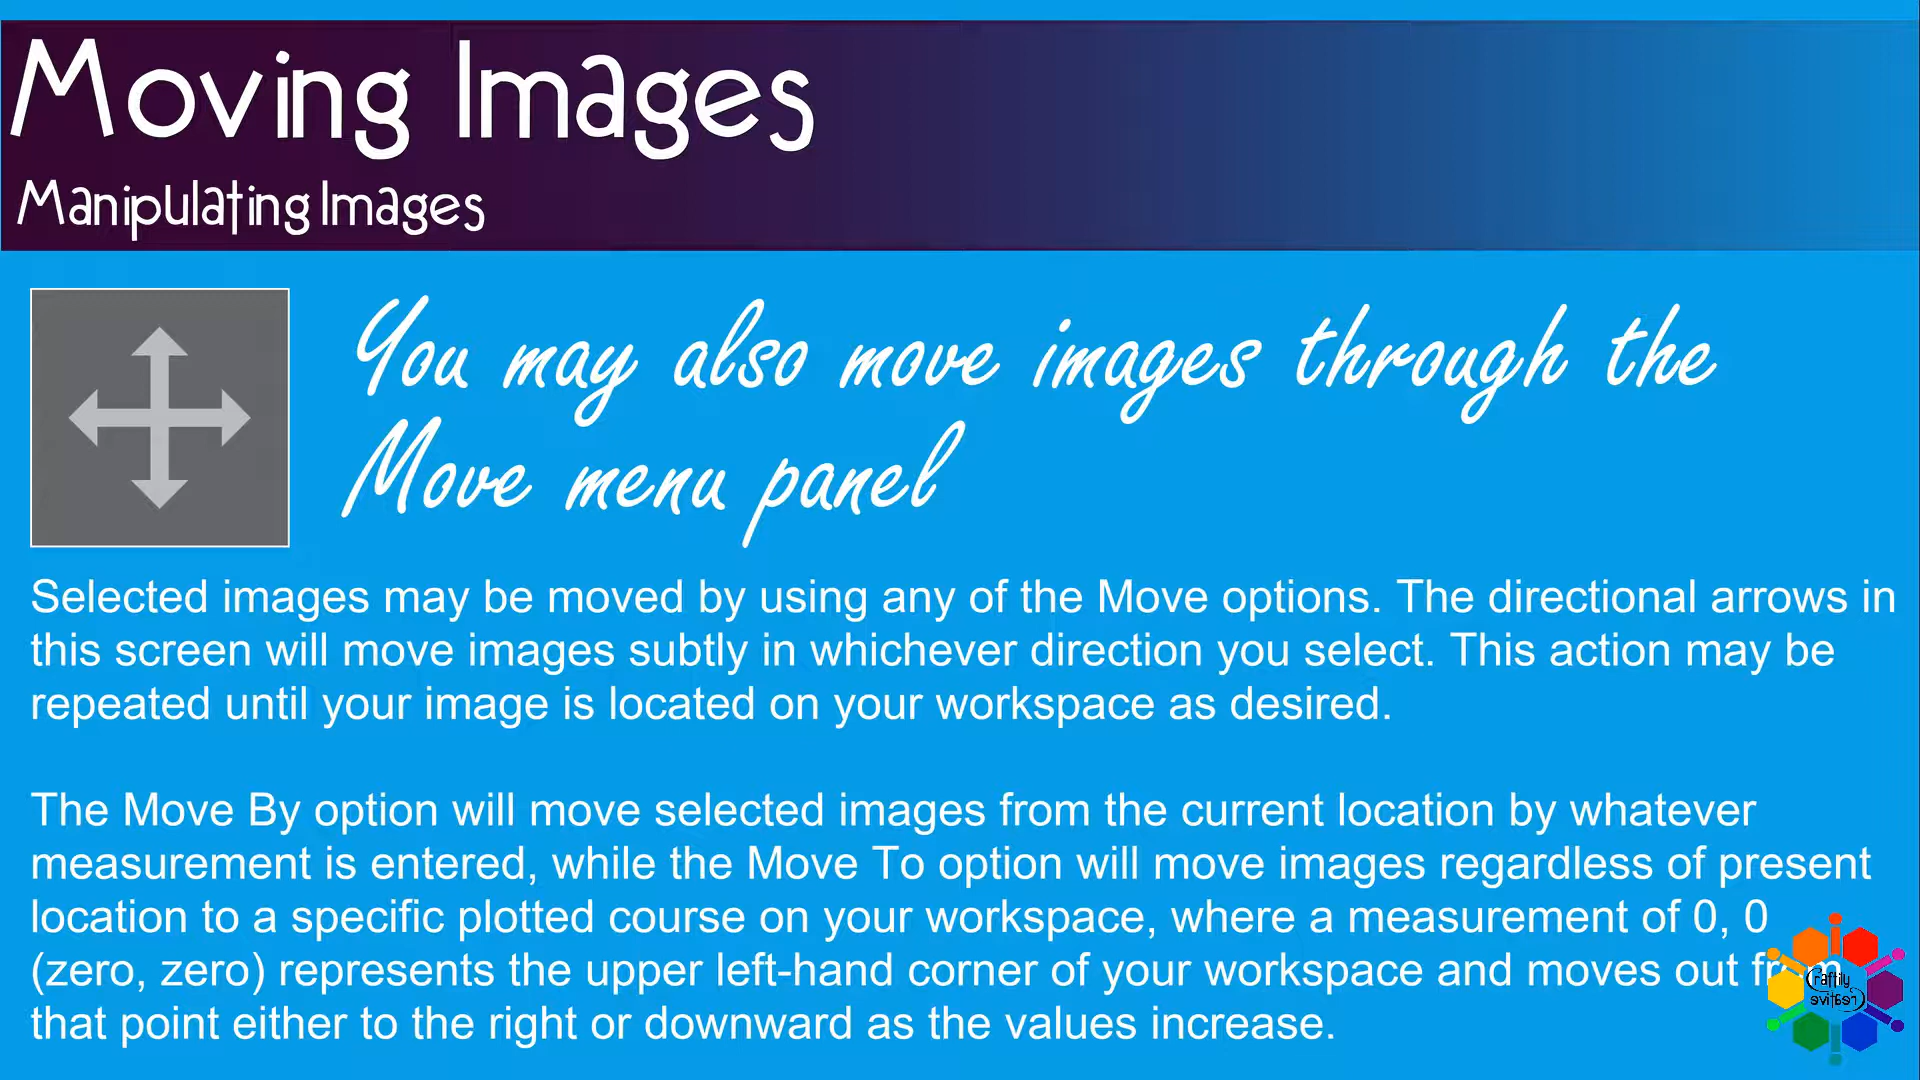 Moving Images
Manipulating Images
You may also move images through the
Move menu panel
Selected images may be moved by using any of the Move options. The directional arrows in
this screen will move images subtly in whichever direction you select. This action may be
repeated until your image is located on your workspace as desired.
The Move By option will move selected images from the current location by whatever
measurement is entered, while the Move To option will move images regardless of present
location to a specific plotted course on your workspace, where a measurement of 0, 0
(zero, zero) represents the upper left-hand corner of your workspace and moves out from
that point either to the right or downward as the values increase.
Craftily
Creative